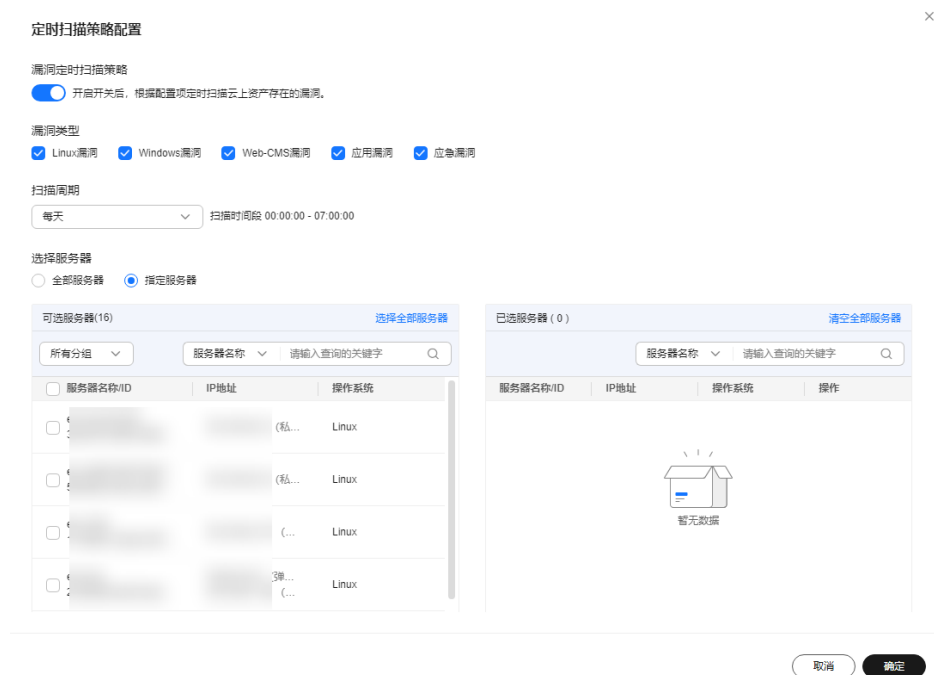 定时扫描策略配置
漏洞定时扫描策略
开启开关后，根据配置项定时扫描云上资产存在的漏洞。
漏洞类型
Linux漏洞 Windows漏洞 Web-CMS漏洞 应用漏洞 应急漏洞
扫描周期
每天 扫描时间段 00:00:00 - 07:00:00
选择服务器
全部服务器 指定服务器
可选服务器(16) 选择全部服务器
所有分组 服务器名称 请输入查询的关键字
服务器名称/ID IP地址 操作系统
(私... Linux
(私... Linux
(... Linux
弹...
(... Linux
已选服务器 ( 0 ) 清空全部服务器
服务器名称 请输入查询的关键字
服务器名称/ID IP地址 操作系统 操作
暂无数据
取消 确定